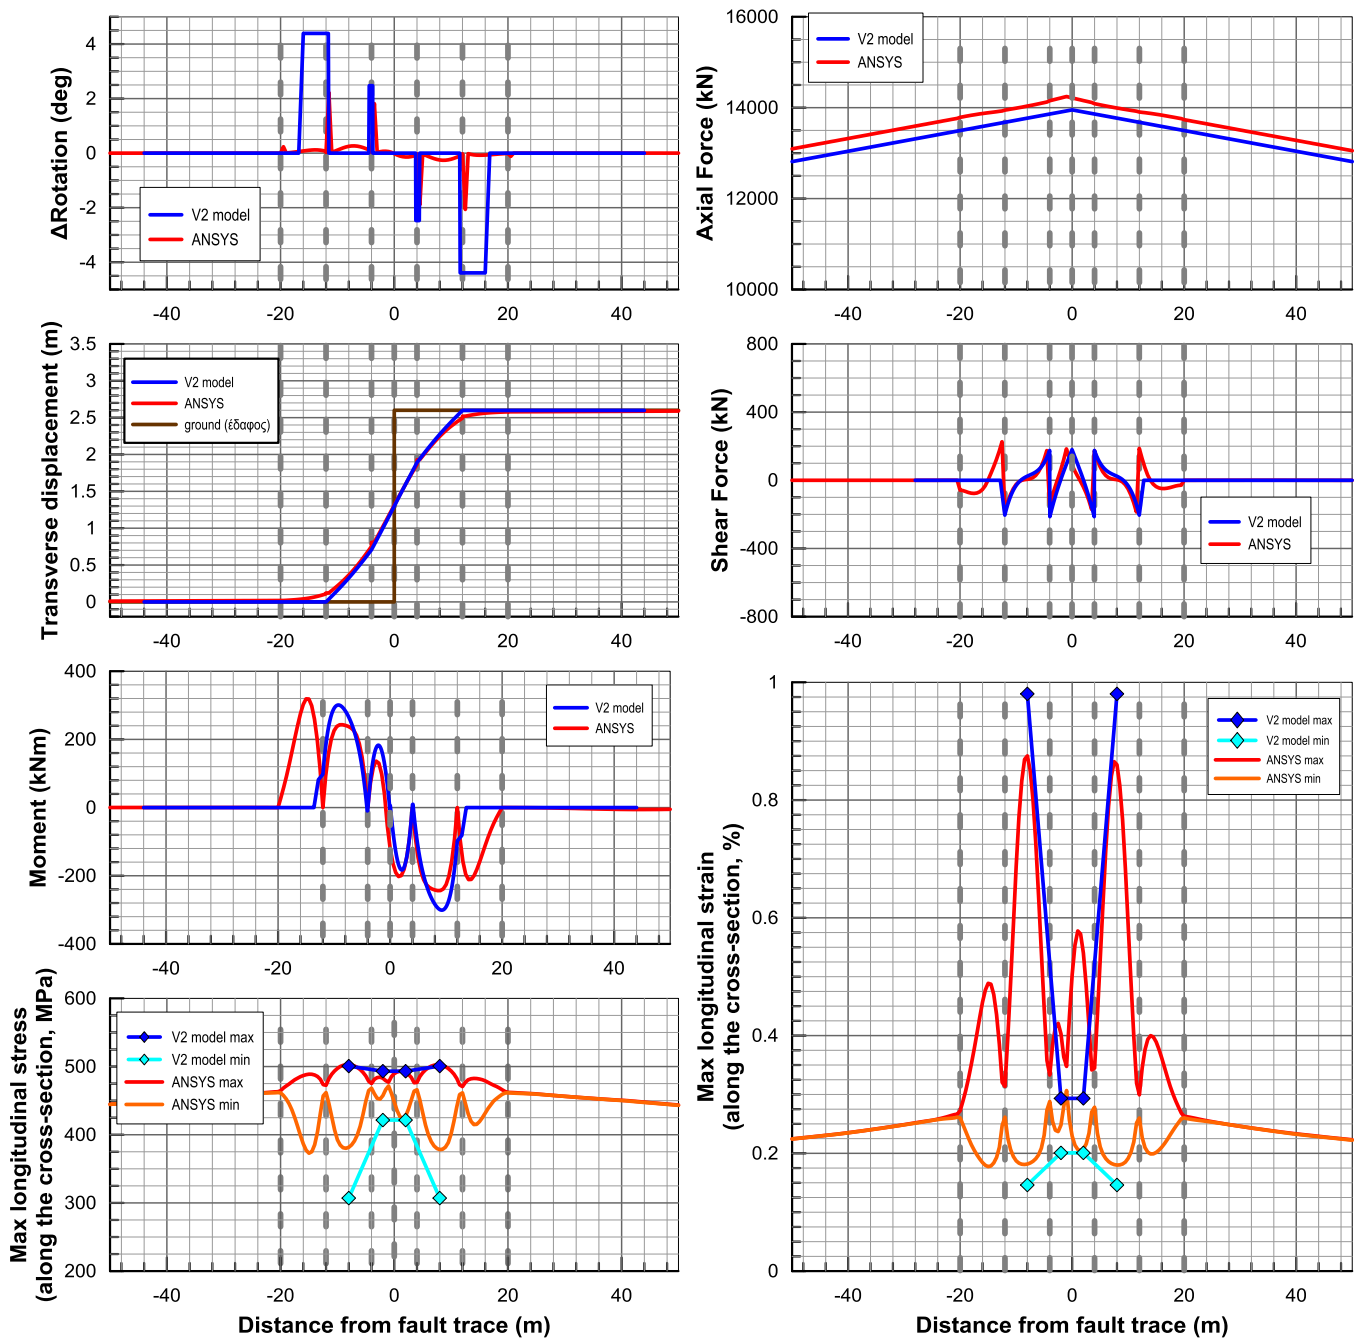 ΔRotation (deg)
4
2
0
-2
-4
V2 model
ANSYS
-40
-20
0
20
40
Axial Force (kN)
16000
14000
12000
10000
V2 model
ANSYS
-40
-20
0
20
40
Transverse displacement (m)
3.5
3
2.5
2
1.5
1
0.5
0
V2 model
ANSYS
ground (έδαφος)
-40
-20
0
20
40
Shear Force (kN)
800
400
0
-400
-800
V2 model
ANSYS
-40
-20
0
20
40
Moment (kNm)
400
200
0
-200
-400
V2 model
ANSYS
-40
-20
0
20
40
Max longitudinal stress
(along the cross-section, MPa)
600
500
400
300
200
V2 model max
V2 model min
ANSYS max
ANSYS min
-40
-20
0
20
40
Distance from fault trace (m)
Max longitudinal strain
(along the cross-section, %)
1
0.8
0.6
0.4
0.2
0
V2 model max
V2 model min
ANSYS max
ANSYS min
-40
-20
0
20
40
Distance from fault trace (m)